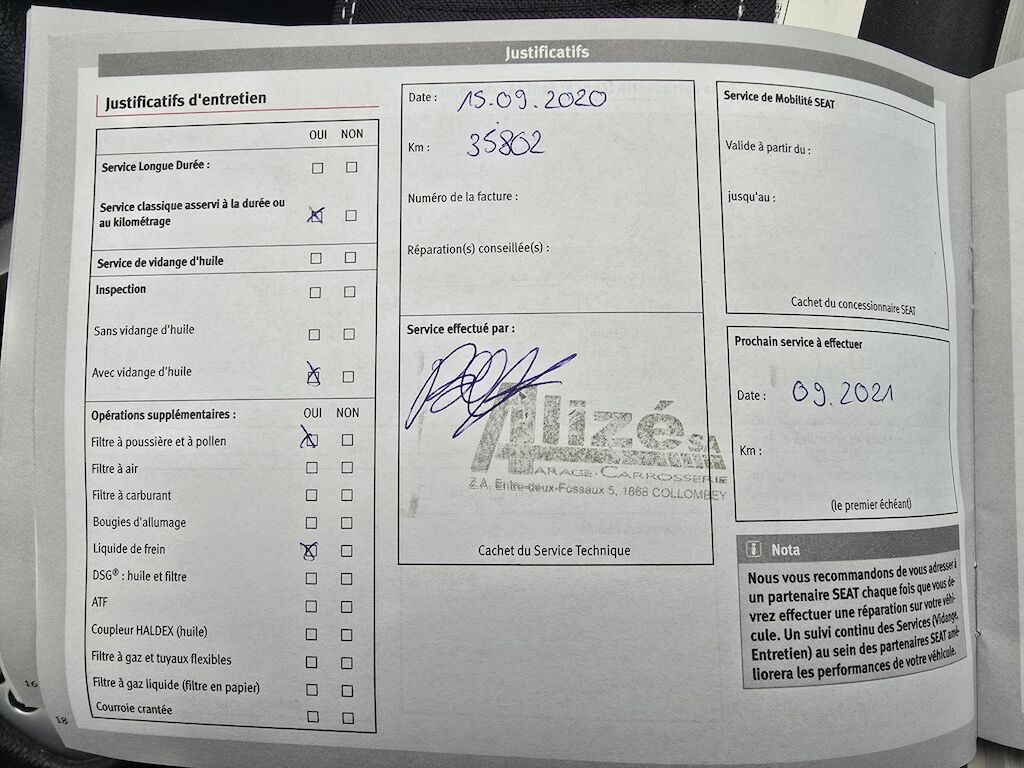 Justificatifs
Justificatifs d'entretien
OUI NON
Service Longue Durée :
Service classique asservi à la durée ou
au kilométrage
Service de vidange d'huile
Inspection
Sans vidange d'huile
Avec vidange d'huile
Opérations supplémentaires : OUI NON
Filtre à poussière et à pollen
Filtre à air
Filtre à carburant
Bougies d'allumage
Liquide de frein
DSG® : huile et filtre
ATF
Coupleur HALDEX (huile)
Filtre à gaz et tuyaux flexibles
Filtre à gaz liquide (filtre en papier)
Courroie crantée
Date : 15.09.2020
Km : 35802
Numéro de la facture :
Réparation(s) conseillée(s) :
Service effectué par :
Alizé SA
GARAGE-CARROSSERIE
Z.A. Entre-deux-Fossaux 5, 1868 COLLOMBEY
Cachet du Service Technique
Service de Mobilité SEAT
Valide à partir du :
jusqu'au :
Cachet du concessionnaire SEAT
Prochain service à effectuer
Date : 09.2021
Km :
(le premier échéant)
i Nota
Nous vous recommandons de vous adresser à
un partenaire SEAT chaque fois que vous de-
vrez effectuer une réparation sur votre véhi-
cule. Un suivi continu des Services (Vidange,
Entretien) au sein des partenaires SEAT amé-
liorera les performances de votre véhicule.
16
18